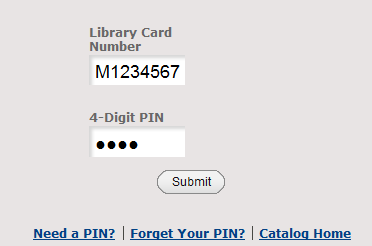 Library Card
Number
M1234567
4-Digit PIN
●●●●
Submit
Need a PIN? | Forget Your PIN? | Catalog Home